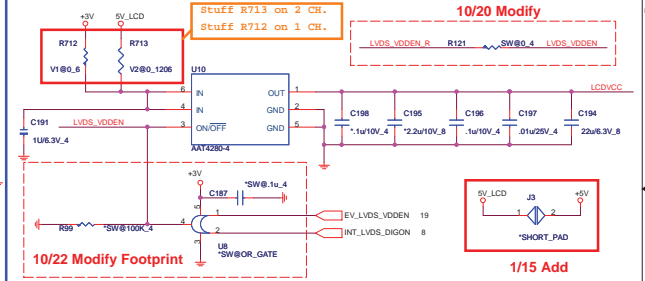 +3V 5V_LCD
Stuff R713 on 2 CH.
Stuff R712 on 1 CH.
10/20 Modify
R712 R713
V1@0_6 V2@0_1206
LVDS_VDDEN_R R121 SW@0_4 LVDS_VDDEN
U10
6 IN OUT 1 LCDVCC
4 IN GND 2
3 ON/OFF GND 5
AAT4280-4
C191
1U/6.3V_4
LVDS_VDDEN
C198 C195 C196 C197 C194
*.1u/10V_4 *2.2u/10V_8 .1u/10V_4 .01u/25V_4 22u/6.3V_8
+3V
C187 *SW@.1u_4
5
R99 *SW@100K_4
4 1 EV_LVDS_VDDEN 19
2 INT_LVDS_DIGON 8
3
U8
*SW@OR_GATE
10/22 Modify Footprint
5V_LCD J3 +5V
1 2
*SHORT_PAD
1/15 Add